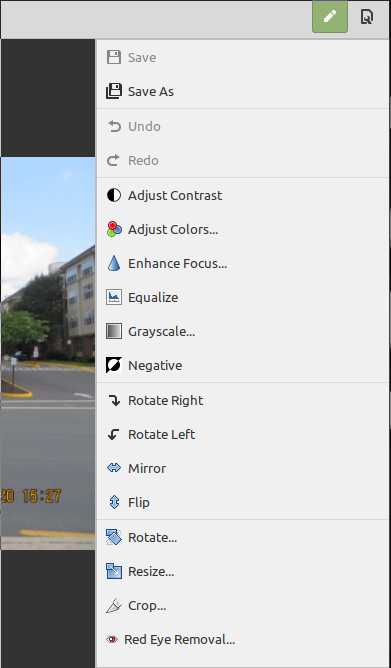 Save
Save As
Undo
Redo
Adjust Contrast
Adjust Colors...
Enhance Focus...
Equalize
Grayscale...
Negative
Rotate Right
Rotate Left
Mirror
20 15:27
Flip
Rotate...
Resize...
Crop...
Red Eye Removal...